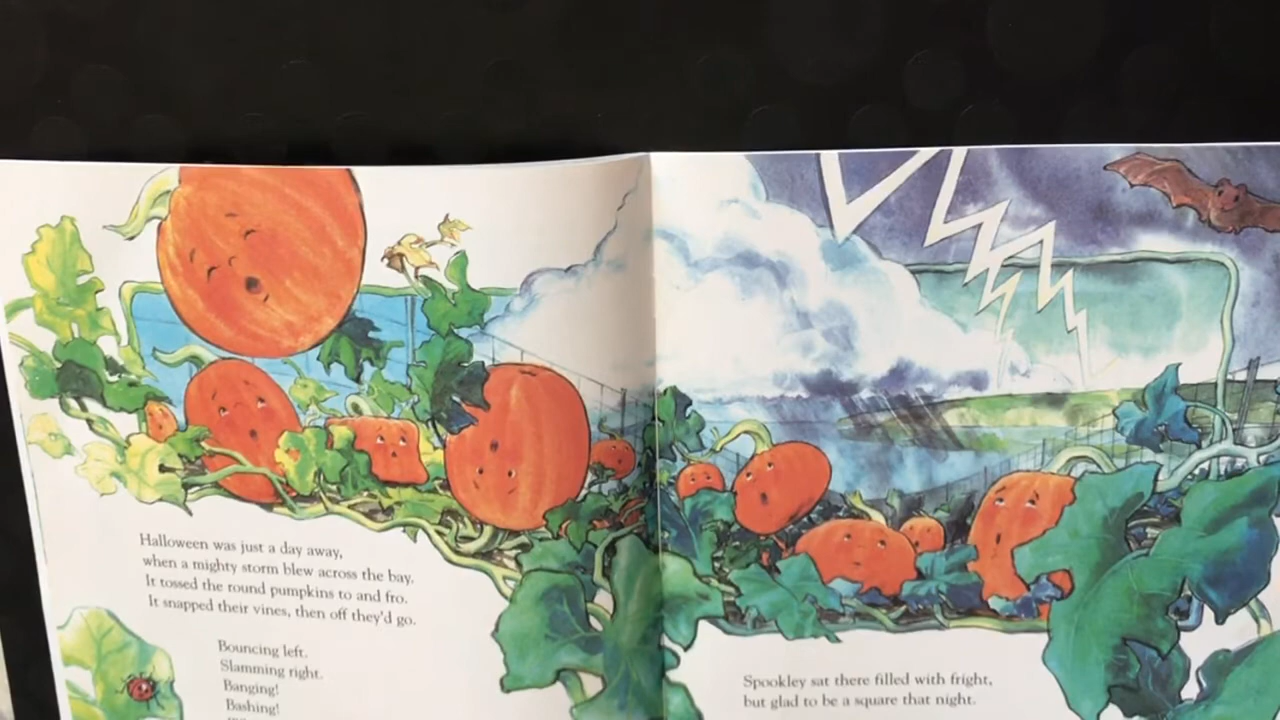 Halloween was just a day away,
when a mighty storm blew across the bay.
It tossed the round pumpkins to and fro.
It snapped their vines, then off they'd go.
Bouncing left.
Slamming right.
Banging!
Bashing!
Spookley sat there filled with fright,
but glad to be a square that night.